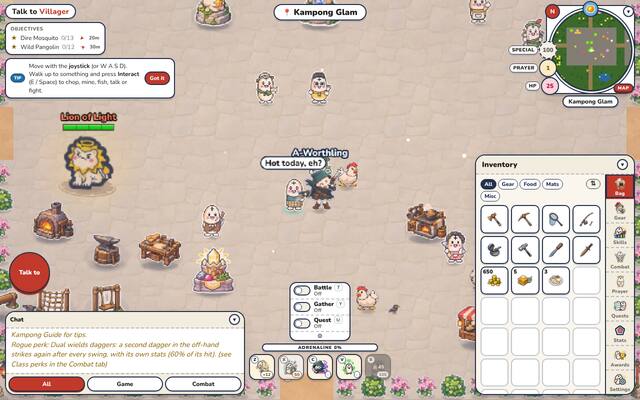 Talk to Villager
OBJECTIVES
★ Dire Mosquito 0/13 ▲ 20m
★ Wild Pangolin 0/12 ▲ 30m
TIP
Move with the joystick (or W A S D).
Walk up to something and press Interact
(E / Space) to chop, mine, fish, talk or
fight.
Got it
Kampong Glam
N
SPECIAL 100
PRAYER 1
HP 25
MAP
Kampong Glam
Lion of Light
A-Worthling
Hot today, eh?
Talk to
Inventory
All
Gear
Food
Mats
Misc
650
5
3
Bag
Gear
Skills
Combat
Prayer
Quests
Stats
Awards
Settings
Battle
Off
Gather
Off
Quest U
Off
ADRENALINE 0%
Chat
Kampong Guide for tips.
Rogue perk: Dual wields daggers: a second dagger in the off-hand
strikes again after every swing, with its own stats (60% of its hit). (see
Class perks in the Combat tab)
All
Game
Combat
Z
X
C
V